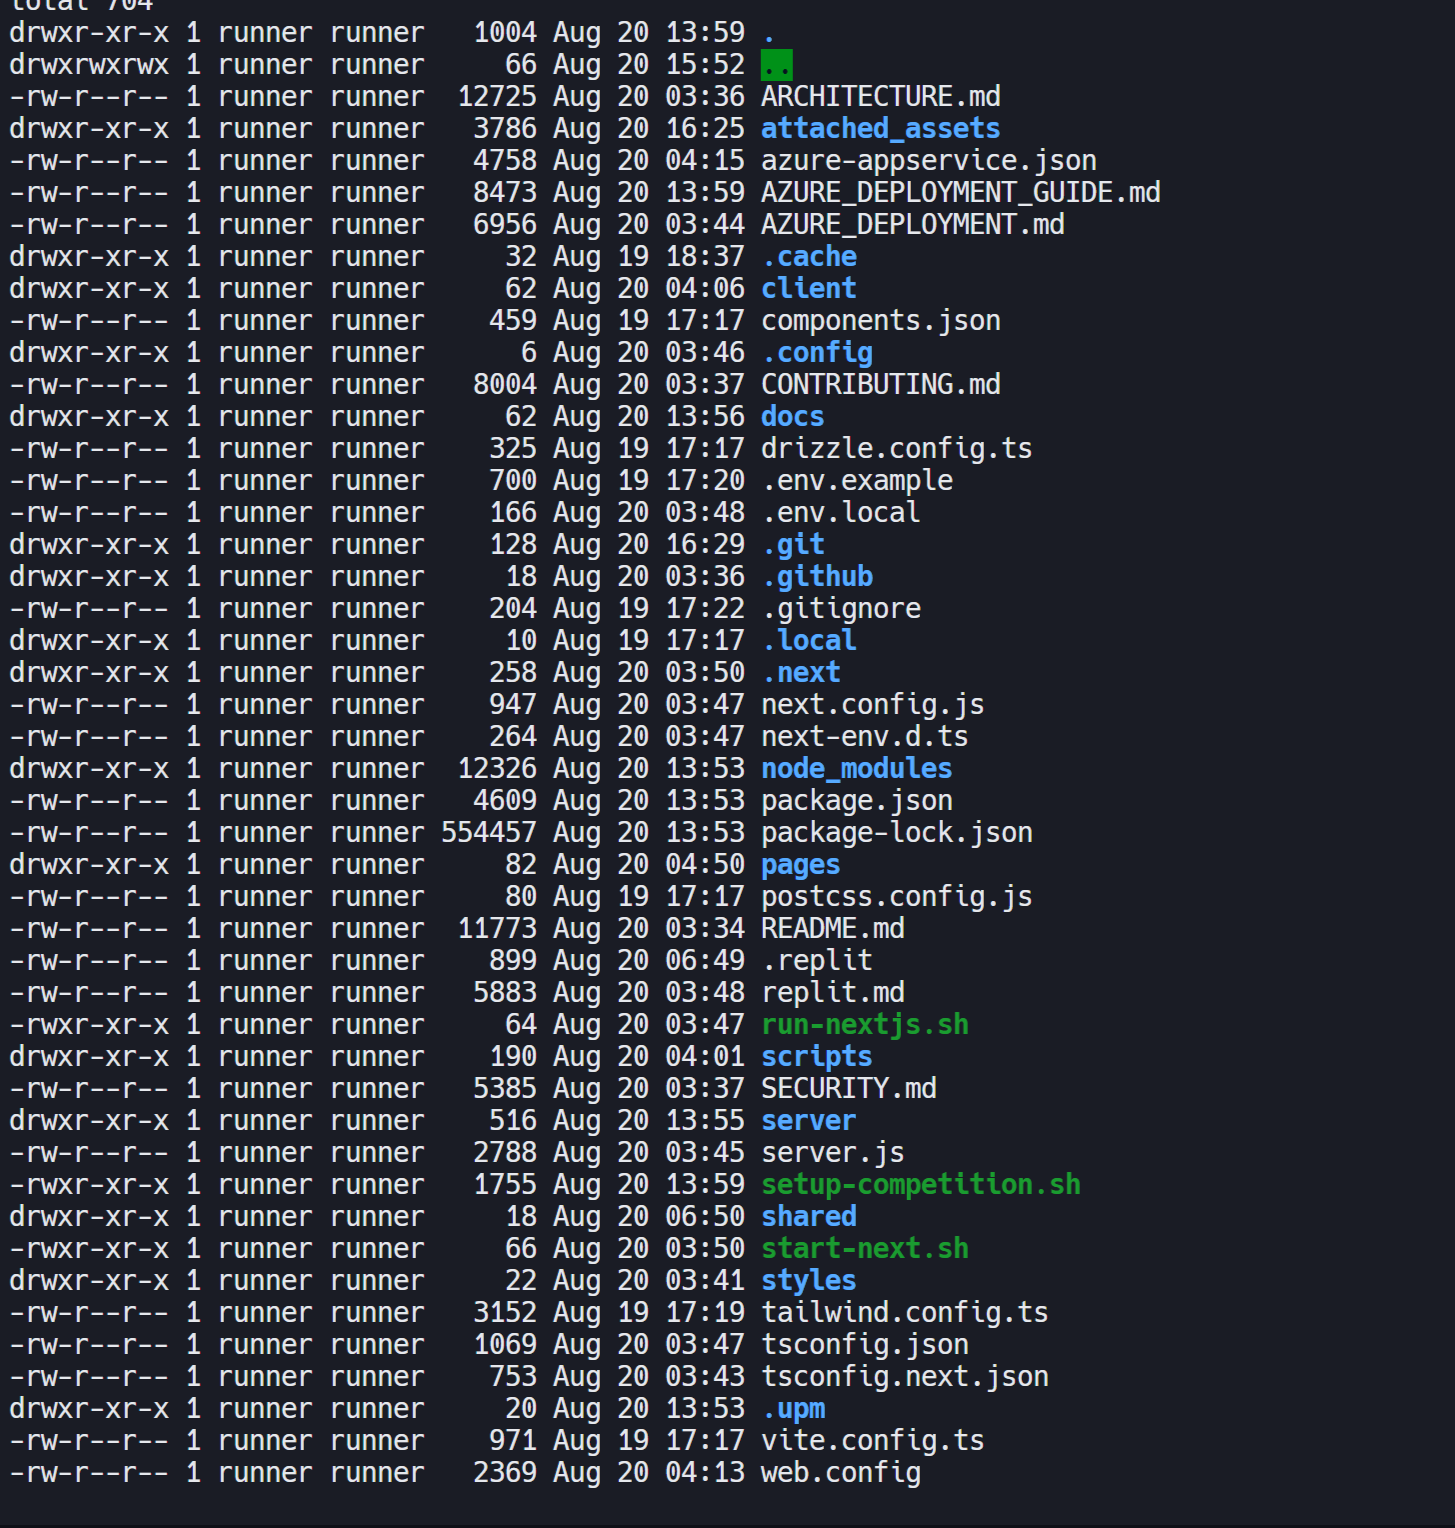 total 704
drwxr-xr-x 1 runner runner   1004 Aug 20 13:59 .
drwxrwxrwx 1 runner runner     66 Aug 20 15:52 ..
-rw-r--r-- 1 runner runner  12725 Aug 20 03:36 ARCHITECTURE.md
drwxr-xr-x 1 runner runner   3786 Aug 20 16:25 attached_assets
-rw-r--r-- 1 runner runner   4758 Aug 20 04:15 azure-appservice.json
-rw-r--r-- 1 runner runner   8473 Aug 20 13:59 AZURE_DEPLOYMENT_GUIDE.md
-rw-r--r-- 1 runner runner   6956 Aug 20 03:44 AZURE_DEPLOYMENT.md
drwxr-xr-x 1 runner runner     32 Aug 19 18:37 .cache
drwxr-xr-x 1 runner runner     62 Aug 20 04:06 client
-rw-r--r-- 1 runner runner    459 Aug 19 17:17 components.json
drwxr-xr-x 1 runner runner      6 Aug 20 03:46 .config
-rw-r--r-- 1 runner runner   8004 Aug 20 03:37 CONTRIBUTING.md
drwxr-xr-x 1 runner runner     62 Aug 20 13:56 docs
-rw-r--r-- 1 runner runner    325 Aug 19 17:17 drizzle.config.ts
-rw-r--r-- 1 runner runner    700 Aug 19 17:20 .env.example
-rw-r--r-- 1 runner runner    166 Aug 20 03:48 .env.local
drwxr-xr-x 1 runner runner    128 Aug 20 16:29 .git
drwxr-xr-x 1 runner runner     18 Aug 20 03:36 .github
-rw-r--r-- 1 runner runner    204 Aug 19 17:22 .gitignore
drwxr-xr-x 1 runner runner     10 Aug 19 17:17 .local
drwxr-xr-x 1 runner runner    258 Aug 20 03:50 .next
-rw-r--r-- 1 runner runner    947 Aug 20 03:47 next.config.js
-rw-r--r-- 1 runner runner    264 Aug 20 03:47 next-env.d.ts
drwxr-xr-x 1 runner runner  12326 Aug 20 13:53 node_modules
-rw-r--r-- 1 runner runner   4609 Aug 20 13:53 package.json
-rw-r--r-- 1 runner runner 554457 Aug 20 13:53 package-lock.json
drwxr-xr-x 1 runner runner     82 Aug 20 04:50 pages
-rw-r--r-- 1 runner runner     80 Aug 19 17:17 postcss.config.js
-rw-r--r-- 1 runner runner  11773 Aug 20 03:34 README.md
-rw-r--r-- 1 runner runner    899 Aug 20 06:49 .replit
-rw-r--r-- 1 runner runner   5883 Aug 20 03:48 replit.md
-rwxr-xr-x 1 runner runner     64 Aug 20 03:47 run-nextjs.sh
drwxr-xr-x 1 runner runner    190 Aug 20 04:01 scripts
-rw-r--r-- 1 runner runner   5385 Aug 20 03:37 SECURITY.md
drwxr-xr-x 1 runner runner    516 Aug 20 13:55 server
-rw-r--r-- 1 runner runner   2788 Aug 20 03:45 server.js
-rwxr-xr-x 1 runner runner   1755 Aug 20 13:59 setup-competition.sh
drwxr-xr-x 1 runner runner     18 Aug 20 06:50 shared
-rwxr-xr-x 1 runner runner     66 Aug 20 03:50 start-next.sh
drwxr-xr-x 1 runner runner     22 Aug 20 03:41 styles
-rw-r--r-- 1 runner runner   3152 Aug 19 17:19 tailwind.config.ts
-rw-r--r-- 1 runner runner   1069 Aug 20 03:47 tsconfig.json
-rw-r--r-- 1 runner runner    753 Aug 20 03:43 tsconfig.next.json
drwxr-xr-x 1 runner runner     20 Aug 20 13:53 .upm
-rw-r--r-- 1 runner runner    971 Aug 19 17:17 vite.config.ts
-rw-r--r-- 1 runner runner   2369 Aug 20 04:13 web.config